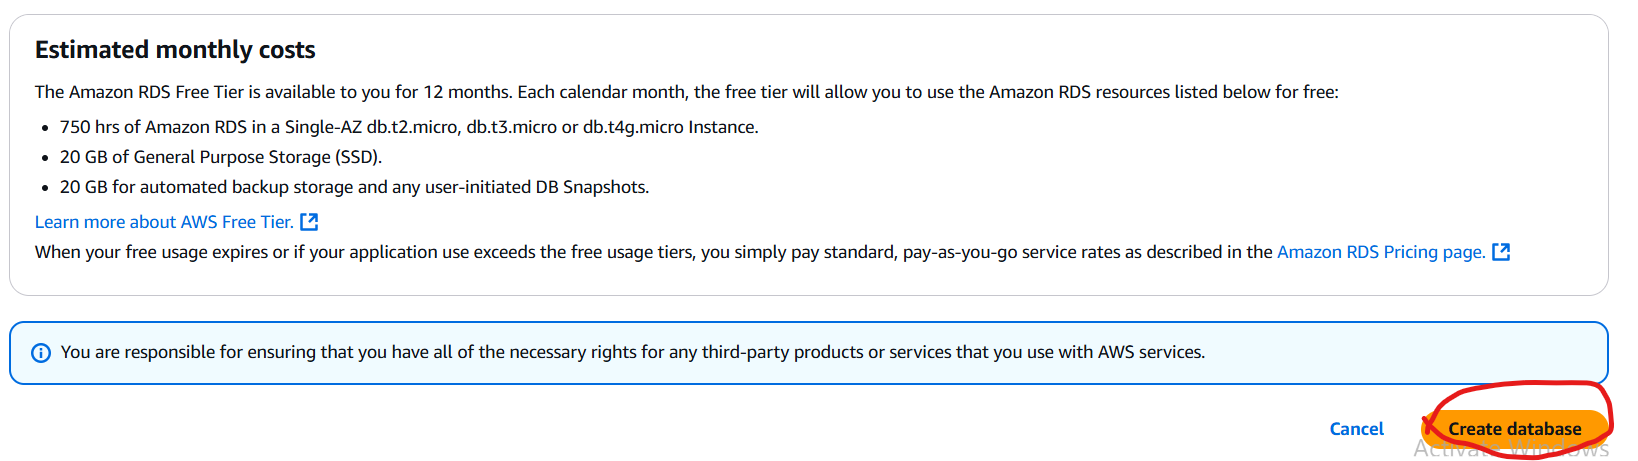 Estimated monthly costs
The Amazon RDS Free Tier is available to you for 12 months. Each calendar month, the free tier will allow you to use the Amazon RDS resources listed below for free:
• 750 hrs of Amazon RDS in a Single-AZ db.t2.micro, db.t3.micro or db.t4g.micro Instance.
• 20 GB of General Purpose Storage (SSD).
• 20 GB for automated backup storage and any user-initiated DB Snapshots.
Learn more about AWS Free Tier.
When your free usage expires or if your application use exceeds the free usage tiers, you simply pay standard, pay-as-you-go service rates as described in the Amazon RDS Pricing page.
You are responsible for ensuring that you have all of the necessary rights for any third-party products or services that you use with AWS services.
Cancel Create database
Activate Windows